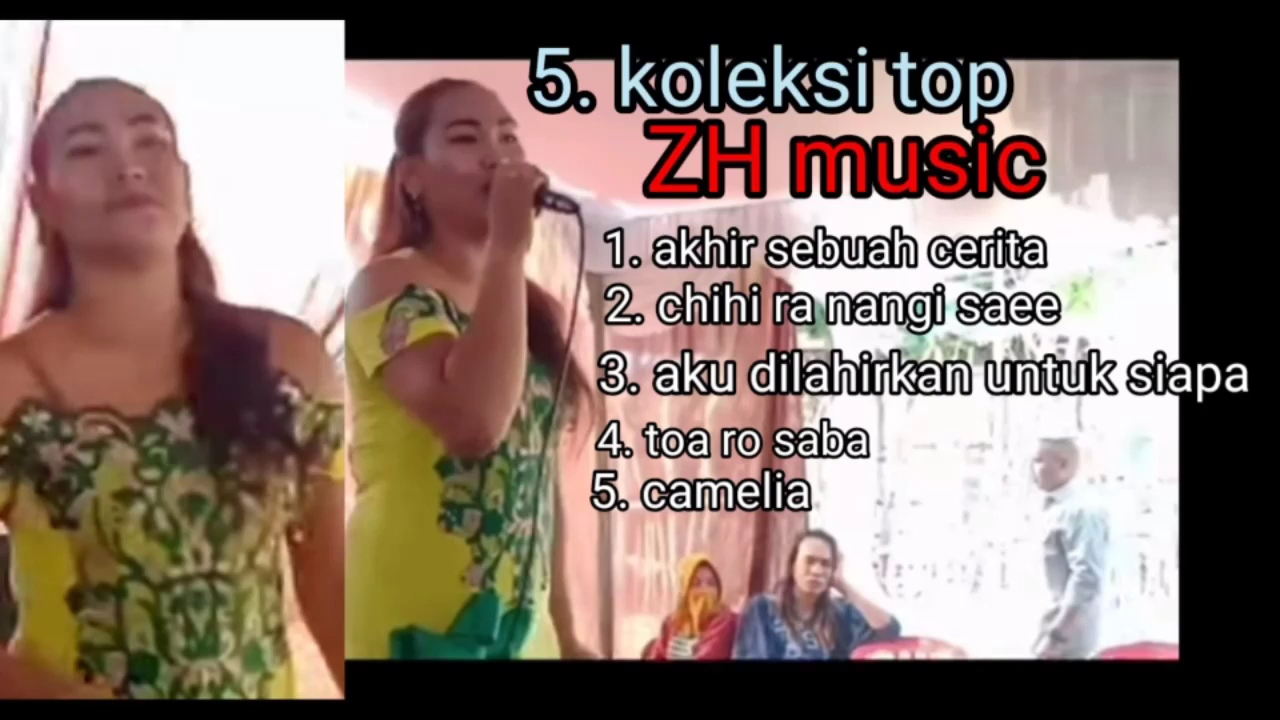 5. koleksi top
ZH music
1. akhir sebuah cerita
2. chihi ra nangi saee
3. aku dilahirkan untuk siapa
4. toa ro saba
5. camelia